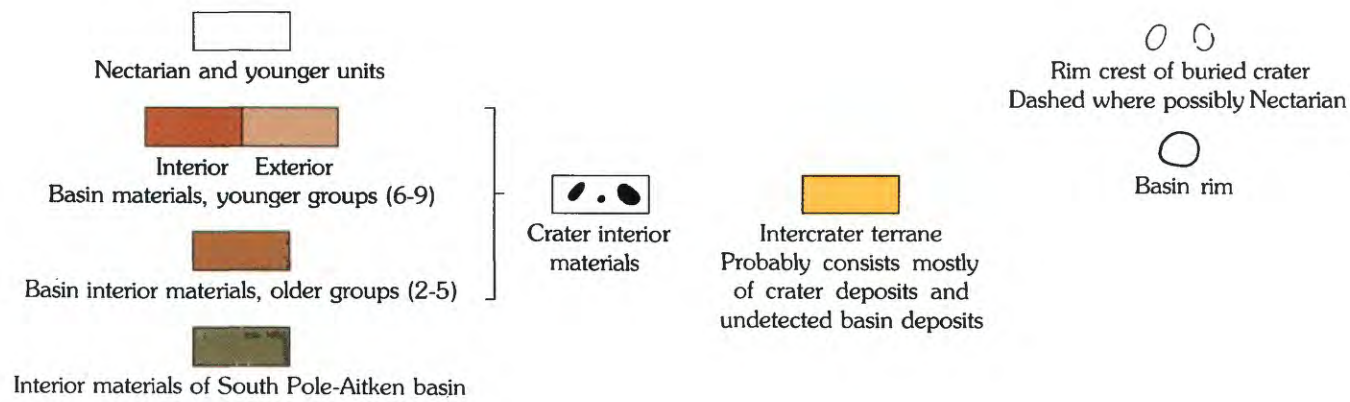 Nectarian and younger units
Interior Exterior
Basin materials, younger groups (6-9)
Basin interior materials, older groups (2-5)
Interior materials of South Pole-Aitken basin
Crater interior
materials
Intercrater terrane
Probably consists mostly
of crater deposits and
undetected basin deposits
Rim crest of buried crater
Dashed where possibly Nectarian
Basin rim